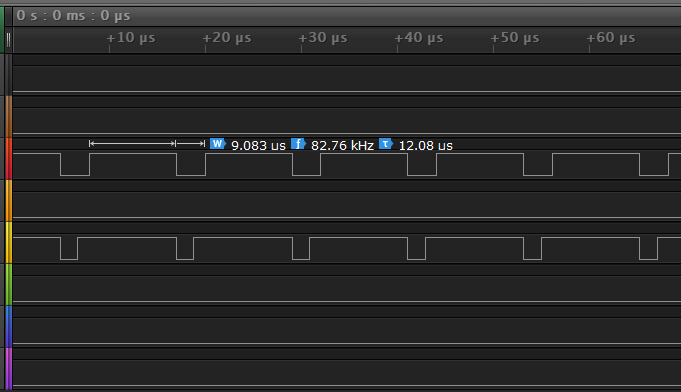 0 s : 0 ms : 0 µs
+10 µs +20 µs +30 µs +40 µs +50 µs +60 µs
W 9.083 us f 82.76 kHz τ 12.08 us